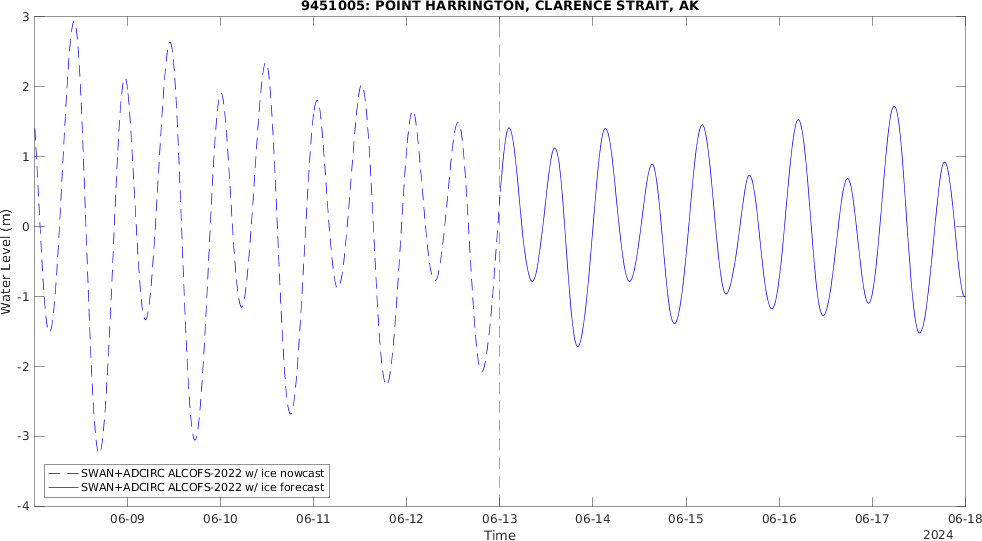 9451005: POINT HARRINGTON, CLARENCE STRAIT, AK
3
2
1
0
-1
-2
-3
-4
Water Level (m)
SWAN+ADCIRC ALCOFS-2022 w/ ice nowcast
SWAN+ADCIRC ALCOFS-2022 w/ ice forecast
06-09 06-10 06-11 06-12 06-13 06-14 06-15 06-16 06-17 06-18
Time
2024